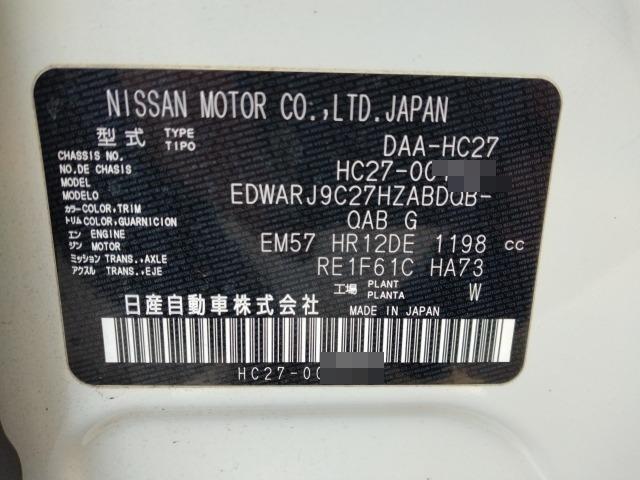 NISSAN MOTOR CO.,LTD.JAPAN
型式 TYPE TIPO DAA-HC27
CHASSIS NO. NO.DE CHASIS HC27-00
MODEL MODELO EDWARJ9C27HZABDQB-
カラー COLOR,TRIM トリム COLOR,GUARNICION QAB G
エン ENGINE ジン MOTOR EM57 HR12DE 1198 cc
ミッション TRANS.,AXLE アクスル TRANS.,EJE RE1F61C HA73
工場 PLANT PLANTA W
日産自動車株式会社 MADE IN JAPAN
HC27-00